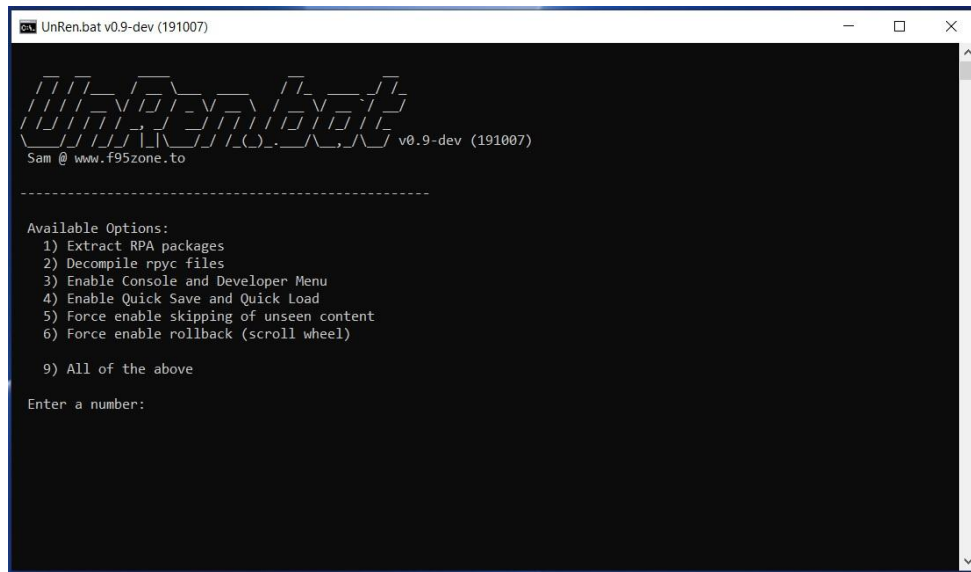 UnRen.bat v0.9-dev (191007)
UnRen.bat v0.9-dev (191007)
Sam @ www.f95zone.to
----------------------------------------------------
Available Options:
1) Extract RPA packages
2) Decompile rpyc files
3) Enable Console and Developer Menu
4) Enable Quick Save and Quick Load
5) Force enable skipping of unseen content
6) Force enable rollback (scroll wheel)
9) All of the above
Enter a number: